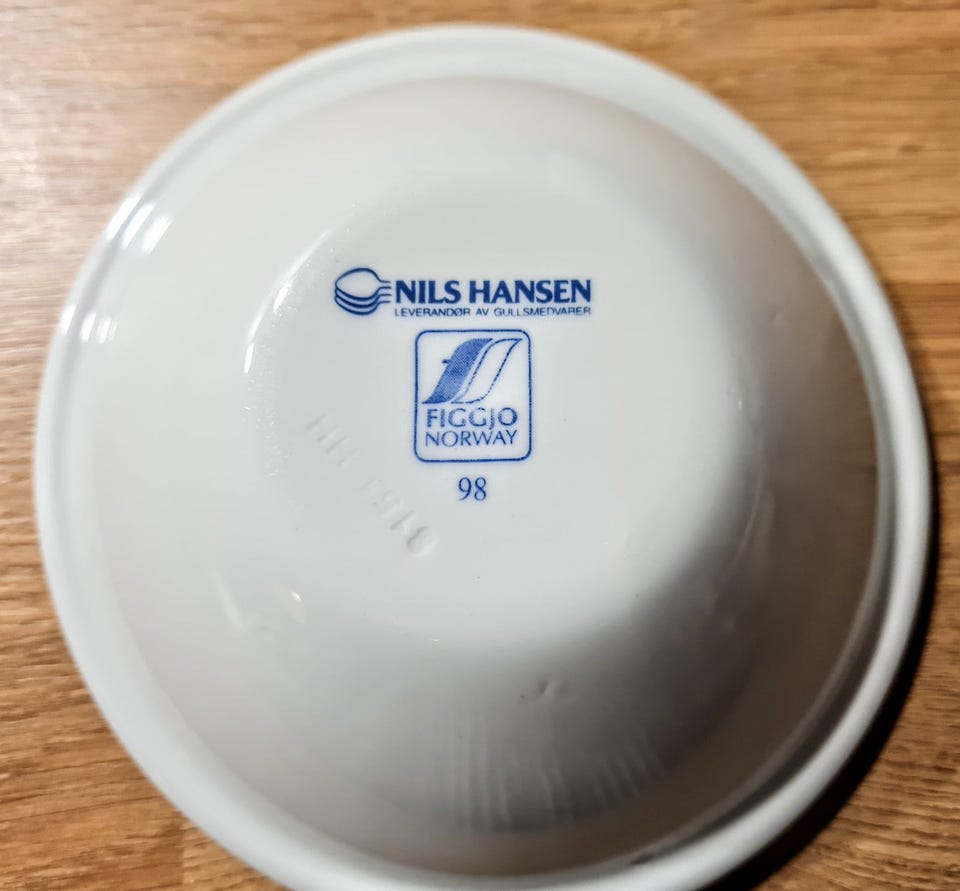 NILS HANSEN
LEVERANDØR AV GULLSMEDVARER
FIGGJO
NORWAY
98